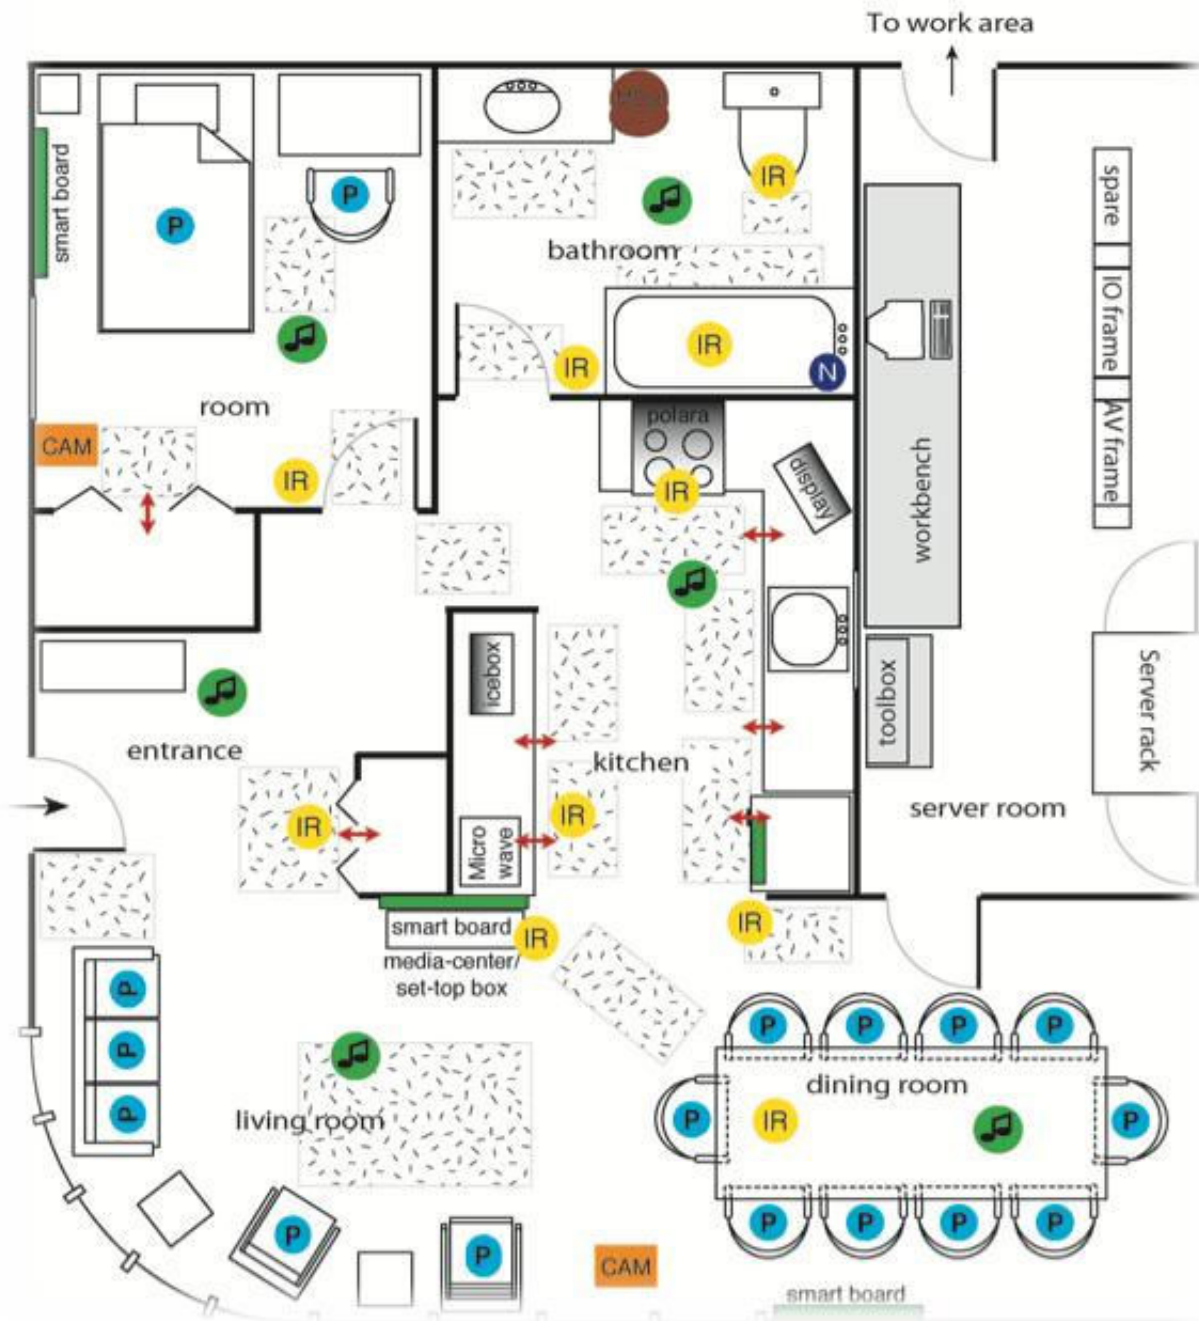 To work area
smart board
P
P
IR
bathroom
IR
IR
N
room
CAM
IR
polara
IR
display
workbench
spare
IO frame
AV frame
icebox
toolbox
Server rack
entrance
kitchen
server room
IR
IR
Micro
wave
smart board
IR
IR
media-center/
set-top box
P
P
P
P
P
P
P
dining room
living room
P
IR
P
P
P
P
P
P
P
CAM
smart board